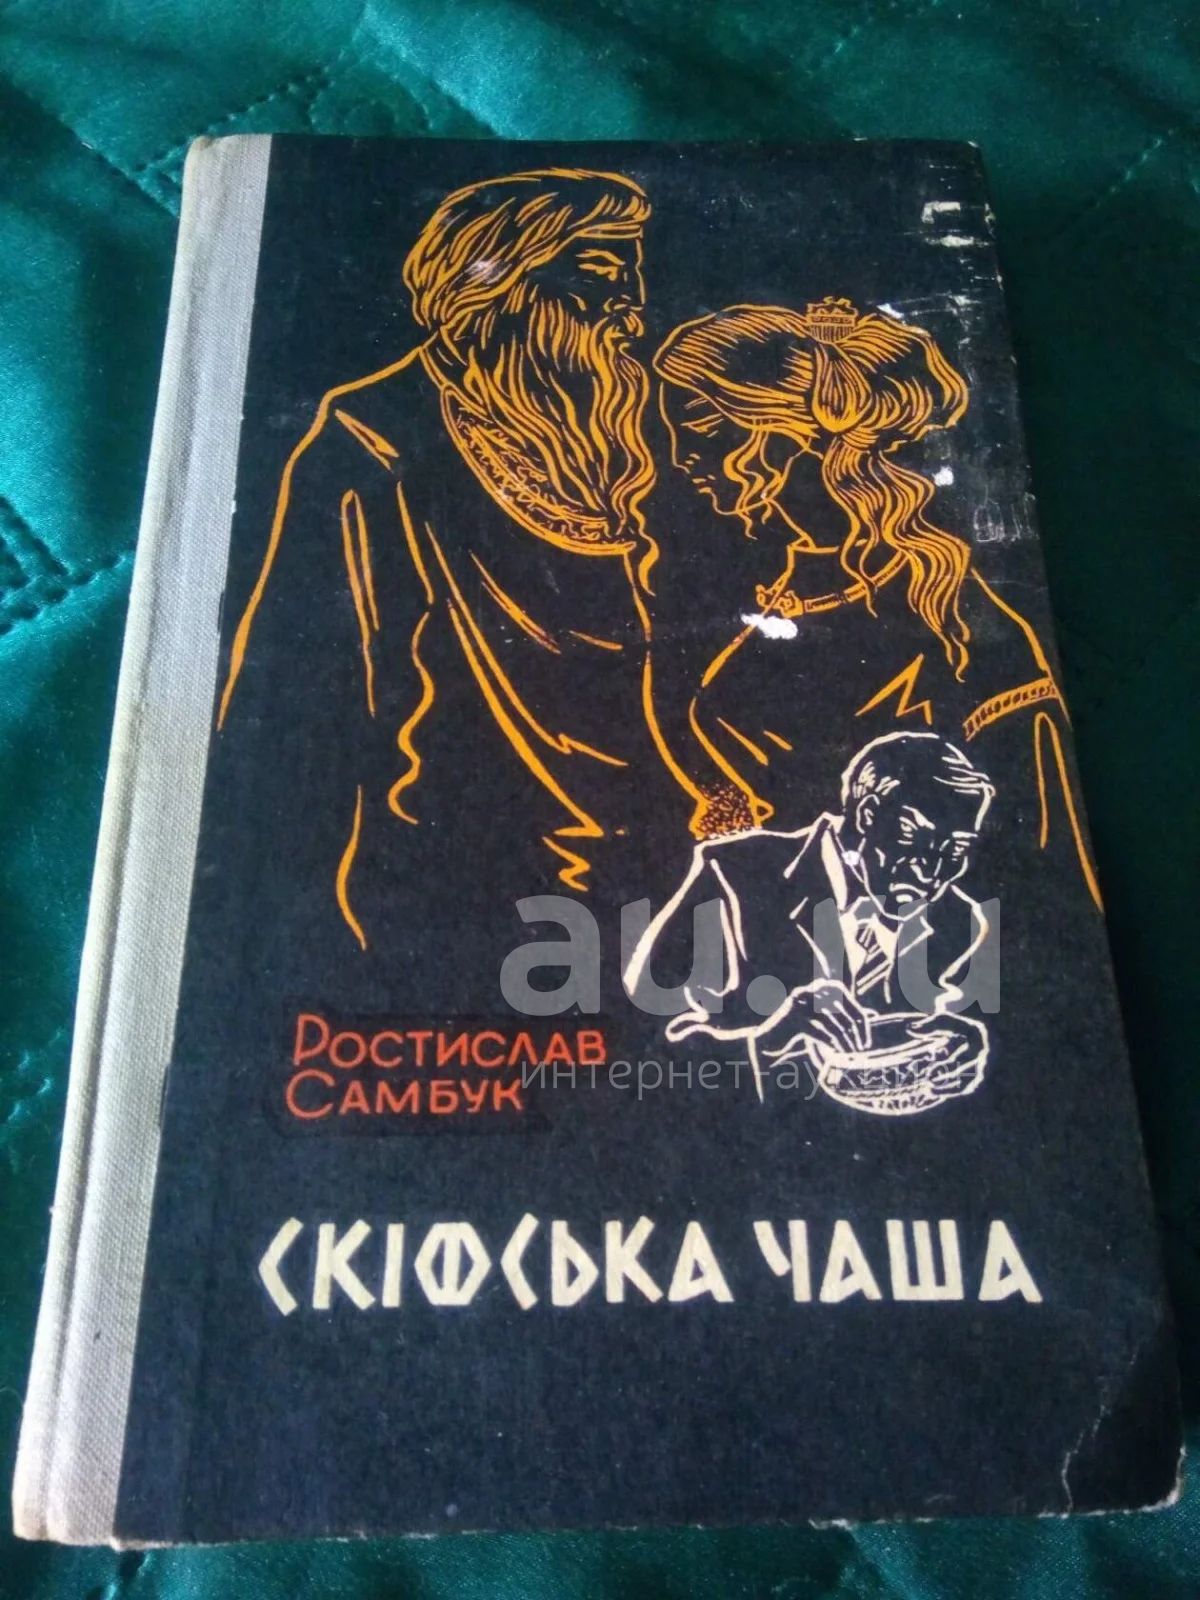 au.ru
Ростислав
интернет-аукцион
Самбук
Скіфська чаша